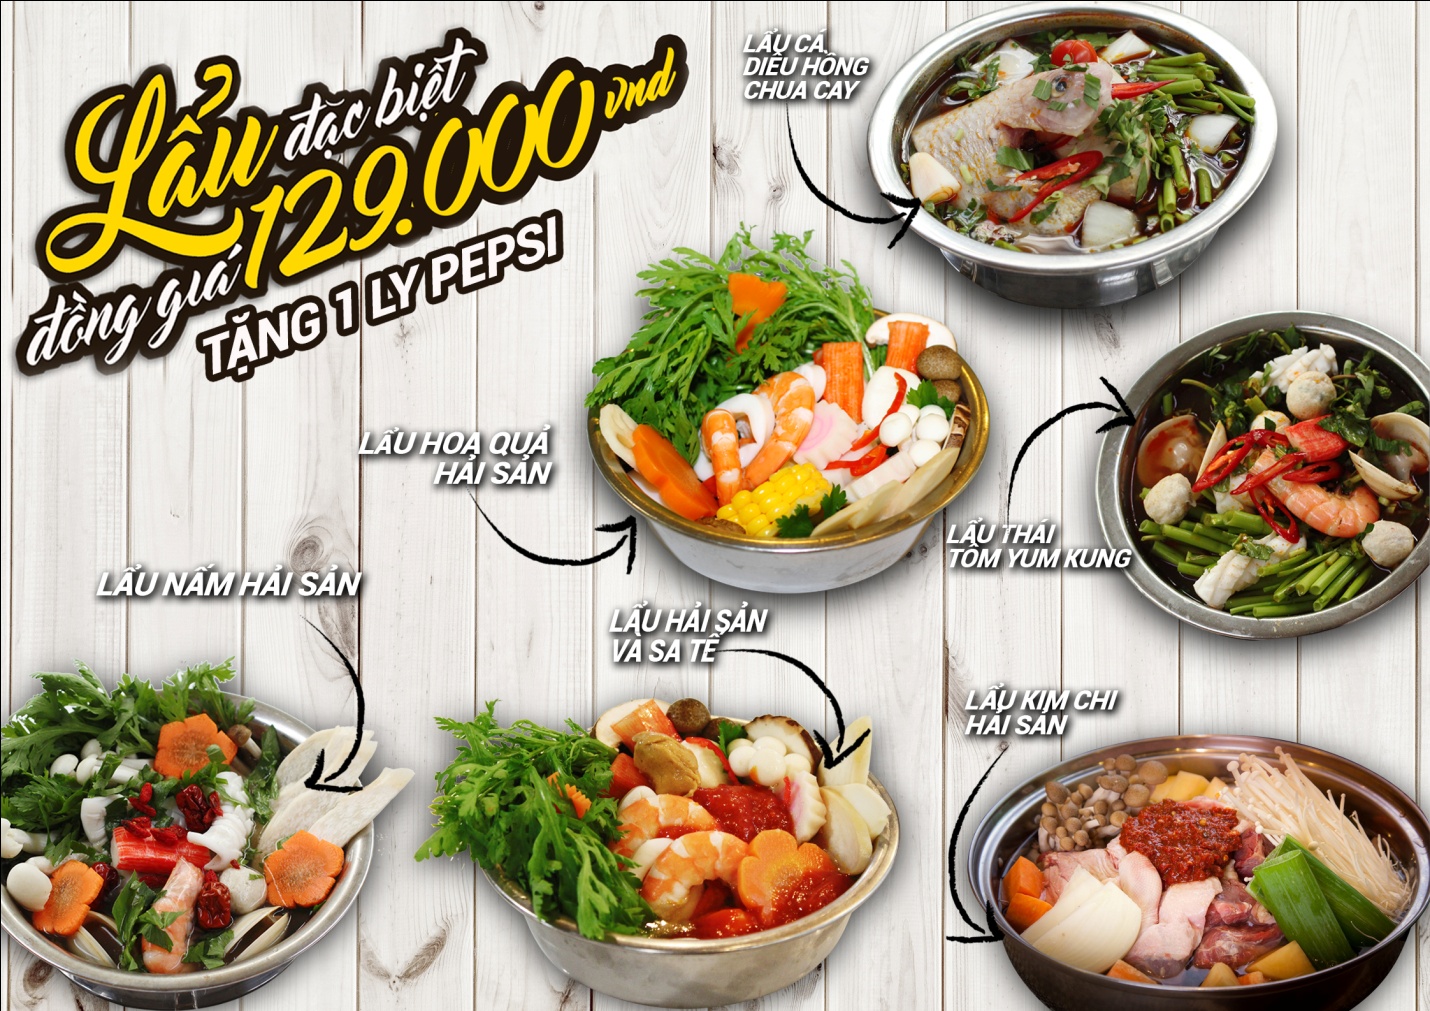 Lẩu đặc biệt
đồng giá 129.000 vnd
TẶNG 1 LY PEPSI
LẨU CÁ
DIÊU HỒNG
CHUA CAY
LẨU HOA QUẢ
HẢI SẢN
LẨU THÁI
TÔM YUM KUNG
LẨU NẤM HẢI SẢN
LẨU HẢI SẢN
VÀ SA TẾ
LẨU KIM CHI
HẢI SẢN